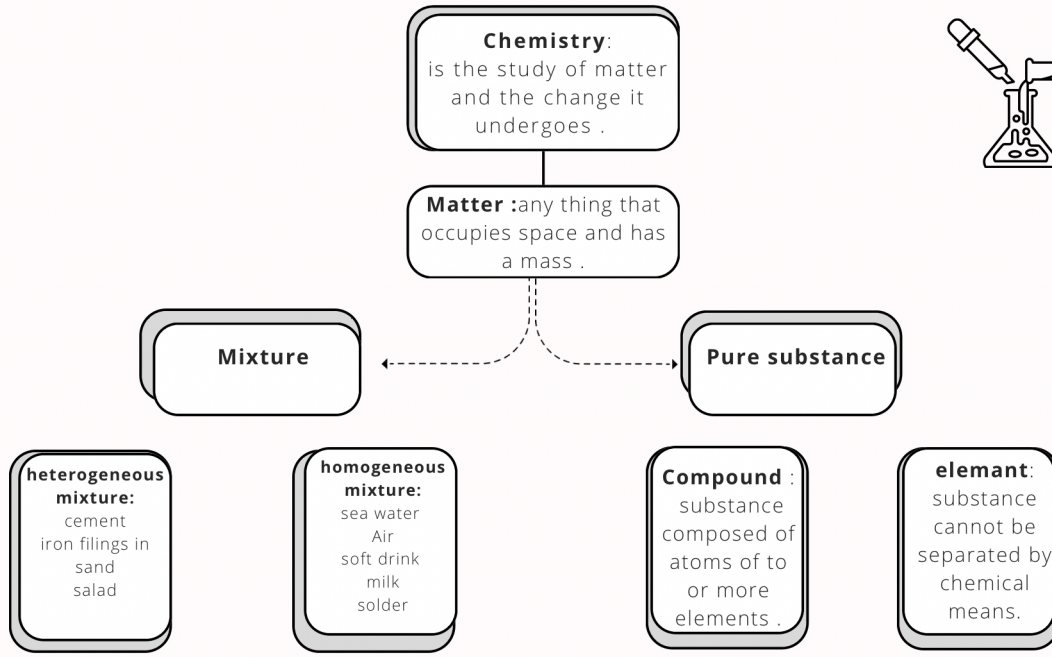 Chemistry:
is the study of matter
and the change it
undergoes .
Matter :any thing that
occupies space and has
a mass .
Mixture
Pure substance
heterogeneous
mixture:
cement
iron filings in
sand
salad
homogeneous
mixture:
sea water
Air
soft drink
milk
solder
Compound :
substance
composed of
atoms of to
or more
elements .
elemant:
substance
cannot be
separated by
chemical
means.